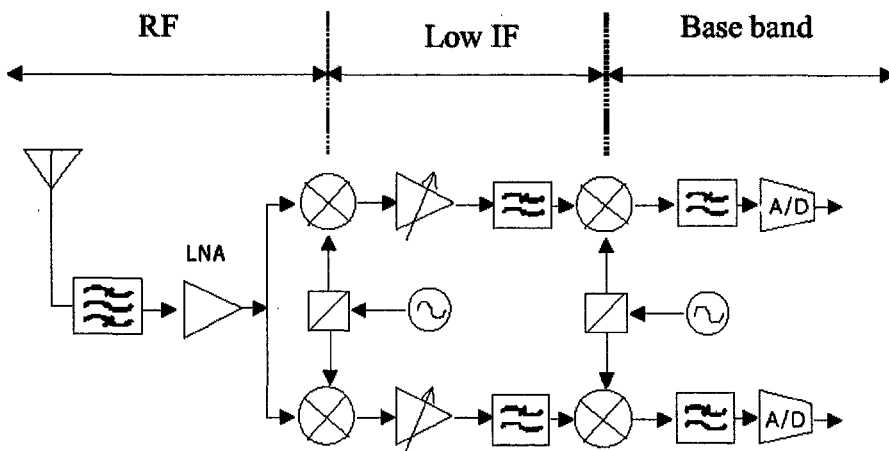 RF
Low IF
Base band
LNA
A/D
A/D